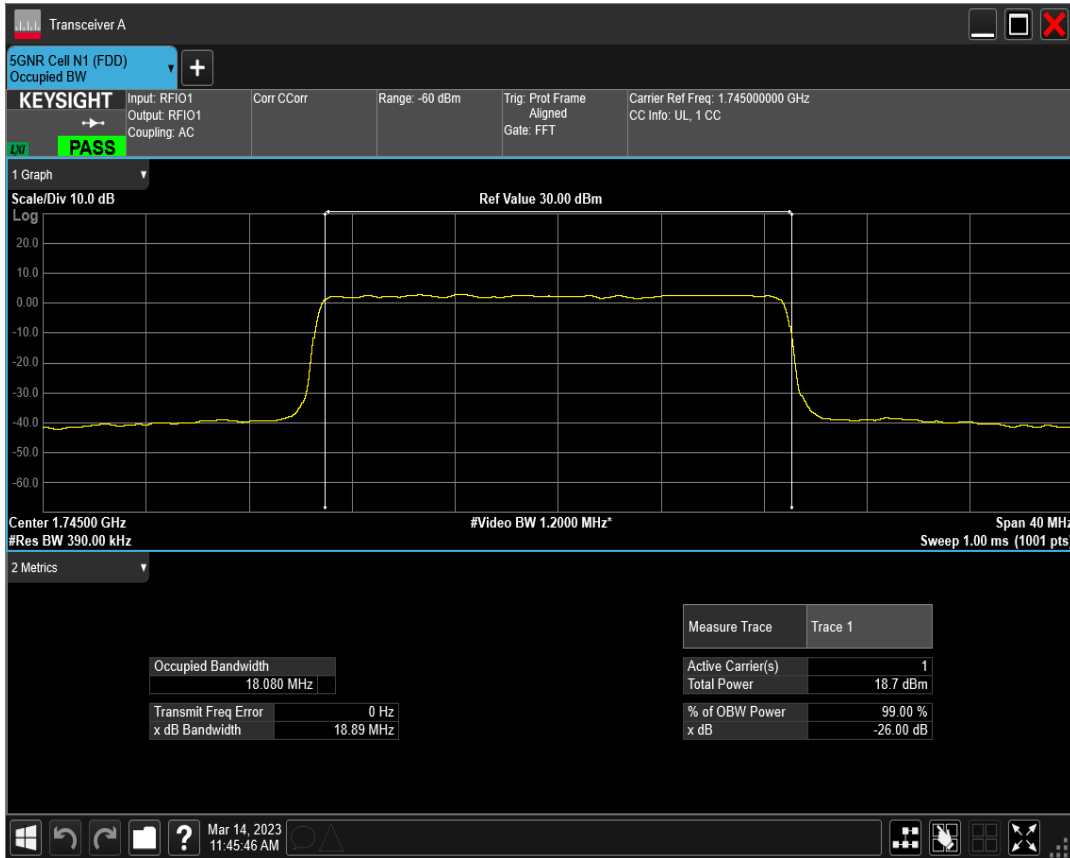 Transceiver A
5GNR Cell N1 (FDD)
Occupied BW
+
KEYSIGHT
LXI
PASS
Input: RFIO1
Output: RFIO1
Coupling: AC
Corr CCorr
Range: -60 dBm
Trig: Prot Frame
Aligned
Gate: FFT
Carrier Ref Freq: 1.745000000 GHz
CC Info: UL, 1 CC
1 Graph
Scale/Div 10.0 dB
Ref Value 30.00 dBm
Log
20.0
10.0
0.00
-10.0
-20.0
-30.0
-40.0
-50.0
-60.0
Center 1.74500 GHz
#Video BW 1.2000 MHz*
Span 40 MHz
#Res BW 390.00 kHz
Sweep 1.00 ms (1001 pts)
2 Metrics
Measure Trace Trace 1
Occupied Bandwidth
18.080 MHz
Active Carrier(s) 1
Total Power 18.7 dBm
Transmit Freq Error 0 Hz
x dB Bandwidth 18.89 MHz
% of OBW Power 99.00 %
x dB -26.00 dB
?
Mar 14, 2023
11:45:46 AM